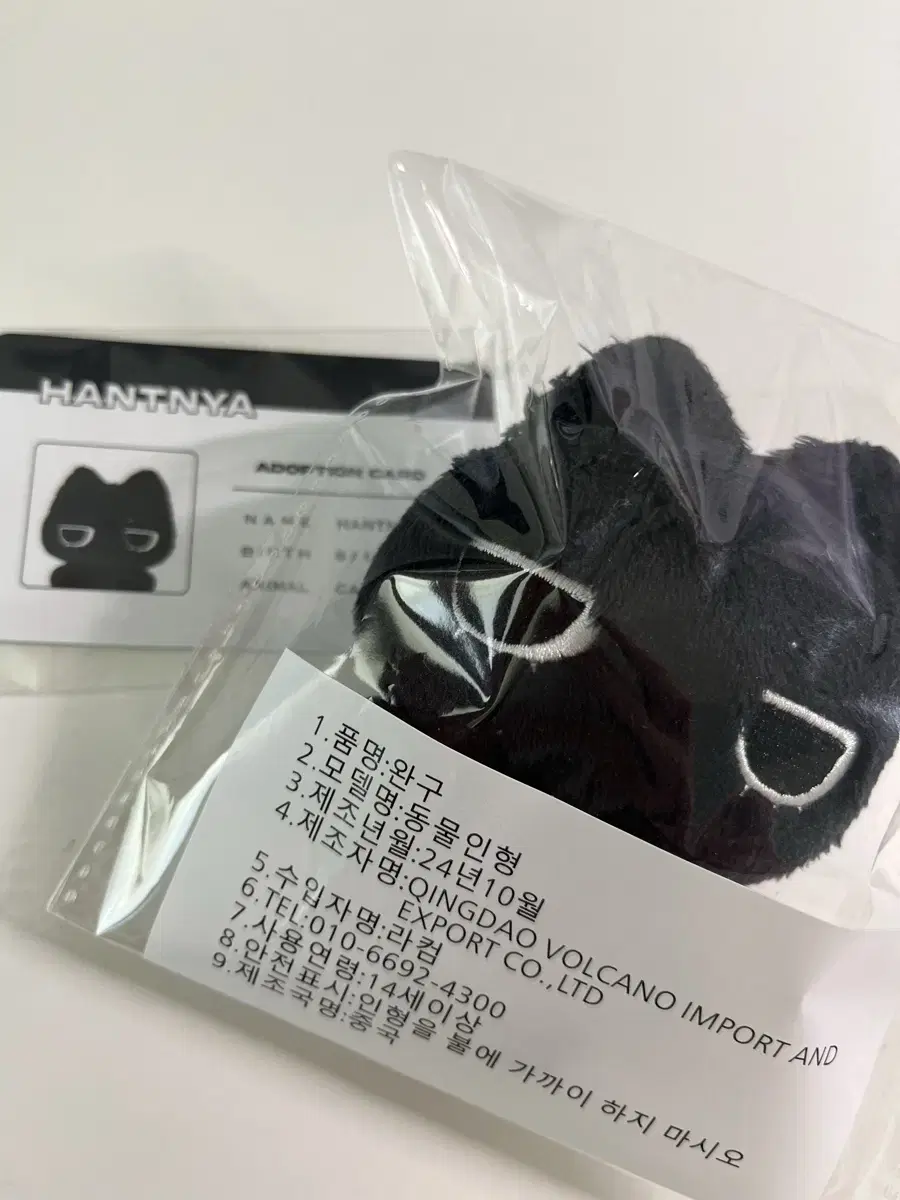 HANTNYA
ADOPTION CARD
NAME HANTN
BIRTH
ANIMAL CA
1.품명:완구
2.모델명:동물인형
3.제조년월:24년10월
4.제조자명:QINGDAO VOLCANO IMPORT AND
EXPORT CO.,LTD
5.수입자명:라컴
6.TEL:010-6692-4300
7.사용연령:14세이상
8.안전표시:인형을 불에 가까이 하지 마시오
9.제조국명:중국